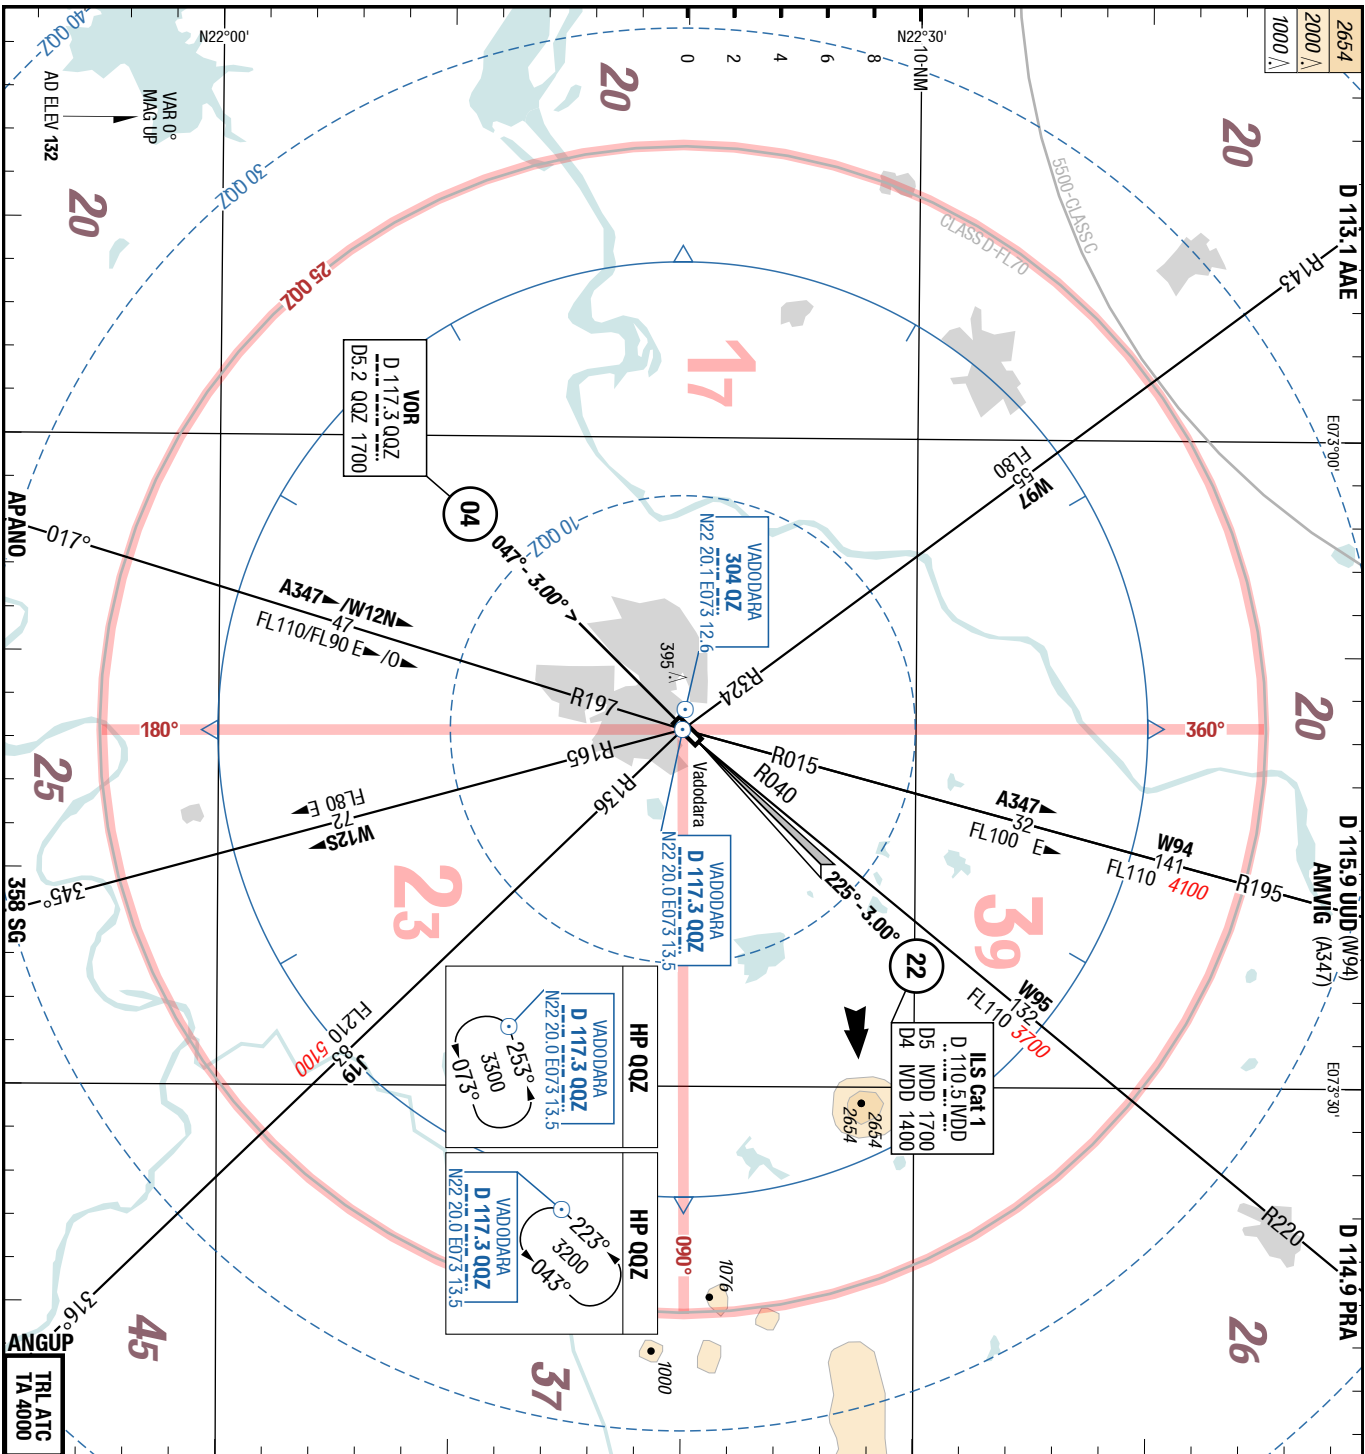 2654
2000
1000
N22°00'
N22°30'
0
2
4
6
8
10 NM
40 QQZ
30 QQZ
25 QQZ
10 QQZ
VAR 0°
MAG UP
AD ELEV 132
20
20
20
20
25
45
37
26
17
23
39
5500-CLASS C
CLASS D-FL70
D 113.1 AAE
R143
E073°00'
W97
55
FL80
R324
VOR
D 117.3 QQZ
D5.2 QQZ 1700
04
047° - 3.00° >
VADODARA
304 QZ
N22 20.1 E073 12.6
395
APANO
017°
A347 /W12N
47
FL110/FL90 E /O
R197
180°
360°
090°
Vadodara
R165
W12S
72
FL80 E
345°
358 SG
R136
J19
83
FL210 5100
316°
ANGUP
R015
A347
32
FL100 E
W94
141
FL110 4100
R195
D 115.9 UUD (W94)
AMVIG (A347)
R040
W95
132
FL110 3700
R220
D 114.9 PRA
225° - 3.00°
22
ILS Cat 1
D 110.5 IVDD
D5 IVDD 1700
D4 IVDD 1400
VADODARA
D 117.3 QQZ
N22 20.0 E073 13.5
2654
2654
E073°30'
HP QQZ
VADODARA
D 117.3 QQZ
N22 20.0 E073 13.5
253°
3300
073°
HP QQZ
223°
3200
043°
VADODARA
D 117.3 QQZ
N22 20.0 E073 13.5
1076
1000
TRL ATC
TA 4000